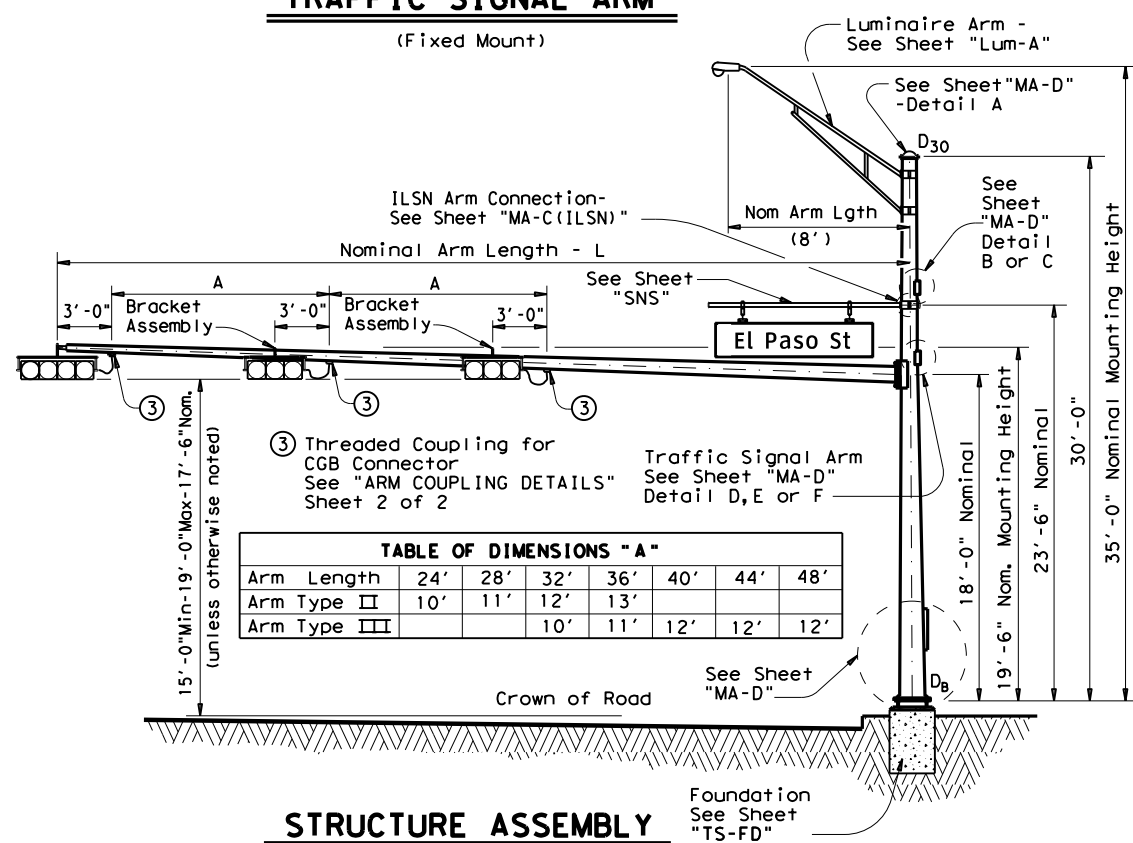 TRAFFIC SIGNAL ARM
(Fixed Mount)
Luminaire Arm -
See Sheet "Lum-A"
See Sheet "MA-D"
-Detail A
D30
See
Sheet
"MA-D"
Detail
B or C
ILSN Arm Connection-
See Sheet "MA-C(ILSN)"
Nom Arm Lgth
(8')
Nominal Arm Length - L
See Sheet
"SNS"
A
A
3'-0"
Bracket
Assembly
3'-0"
Bracket
Assembly
3'-0"
El Paso St
3
3
3
3 Threaded Coupling for
CGB Connector
See "ARM COUPLING DETAILS"
Sheet 2 of 2
Traffic Signal Arm
See Sheet "MA-D"
Detail D,E or F
15'-0"Min-19'-0"Max-17'-6"Nom.
(unless otherwise noted)
18'-0" Nominal
19'-6" Nom. Mounting Height
23'-6" Nominal
30'-0"
35'-0" Nominal Mounting Height
TABLE OF DIMENSIONS "A"
Arm Length 24' 28' 32' 36' 40' 44' 48'
Arm Type II 10' 11' 12' 13'
Arm Type III 10' 11' 12' 12' 12'
See Sheet
"MA-D"
DB
Crown of Road
Foundation
See Sheet
"TS-FD"
STRUCTURE ASSEMBLY